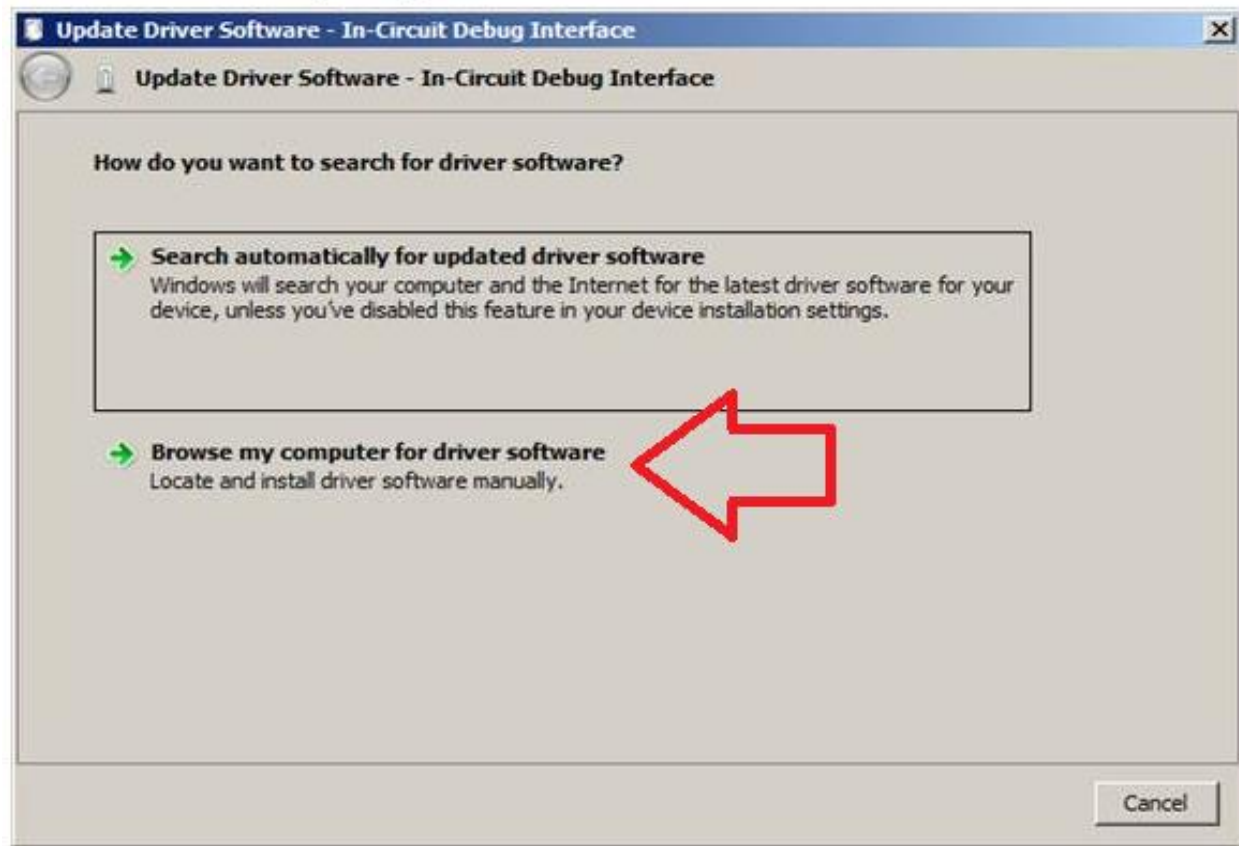 Update Driver Software - In-Circuit Debug Interface
Update Driver Software - In-Circuit Debug Interface
How do you want to search for driver software?
Search automatically for updated driver software
Windows will search your computer and the Internet for the latest driver software for your
device, unless you've disabled this feature in your device installation settings.
Browse my computer for driver software
Locate and install driver software manually.
Cancel